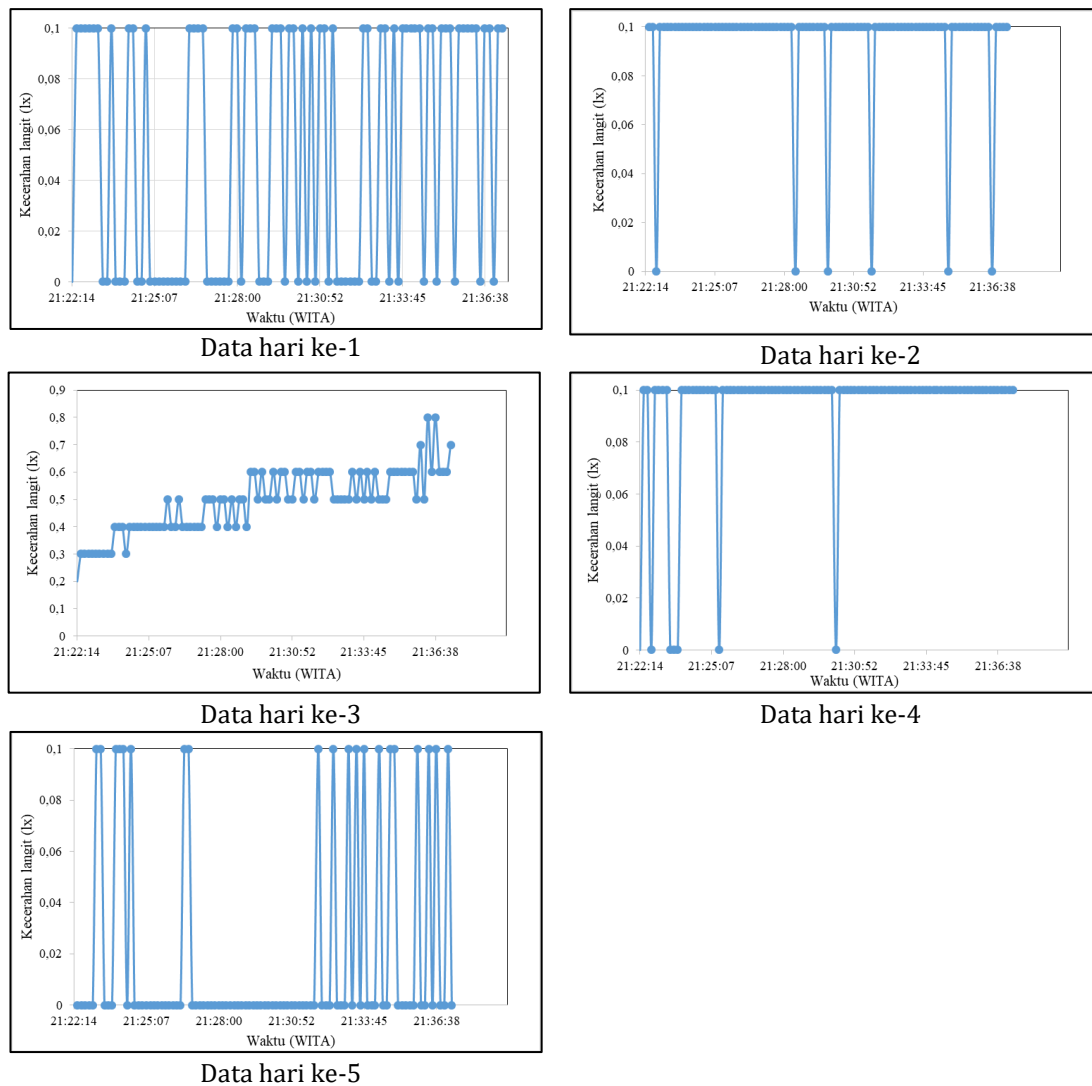 Kecerahan langit (lx)
0,1
0,08
0,06
0,04
0,02
0
21:22:14 21:25:07 21:28:00 21:30:52 21:33:45 21:36:38
Waktu (WITA)
Data hari ke-1
Kecerahan langit (lx)
0,1
0,08
0,06
0,04
0,02
0
21:22:14 21:25:07 21:28:00 21:30:52 21:33:45 21:36:38
Waktu (WITA)
Data hari ke-2
Kecerahan langit (lx)
0,9
0,8
0,7
0,6
0,5
0,4
0,3
0,2
0,1
0
21:22:14 21:25:07 21:28:00 21:30:52 21:33:45 21:36:38
Waktu (WITA)
Data hari ke-3
Kecerahan langit (lx)
0,1
0,08
0,06
0,04
0,02
0
21:22:14 21:25:07 21:28:00 21:30:52 21:33:45 21:36:38
Waktu (WITA)
Data hari ke-4
Kecerahan langit (lx)
0,1
0,08
0,06
0,04
0,02
0
21:22:14 21:25:07 21:28:00 21:30:52 21:33:45 21:36:38
Waktu (WITA)
Data hari ke-5